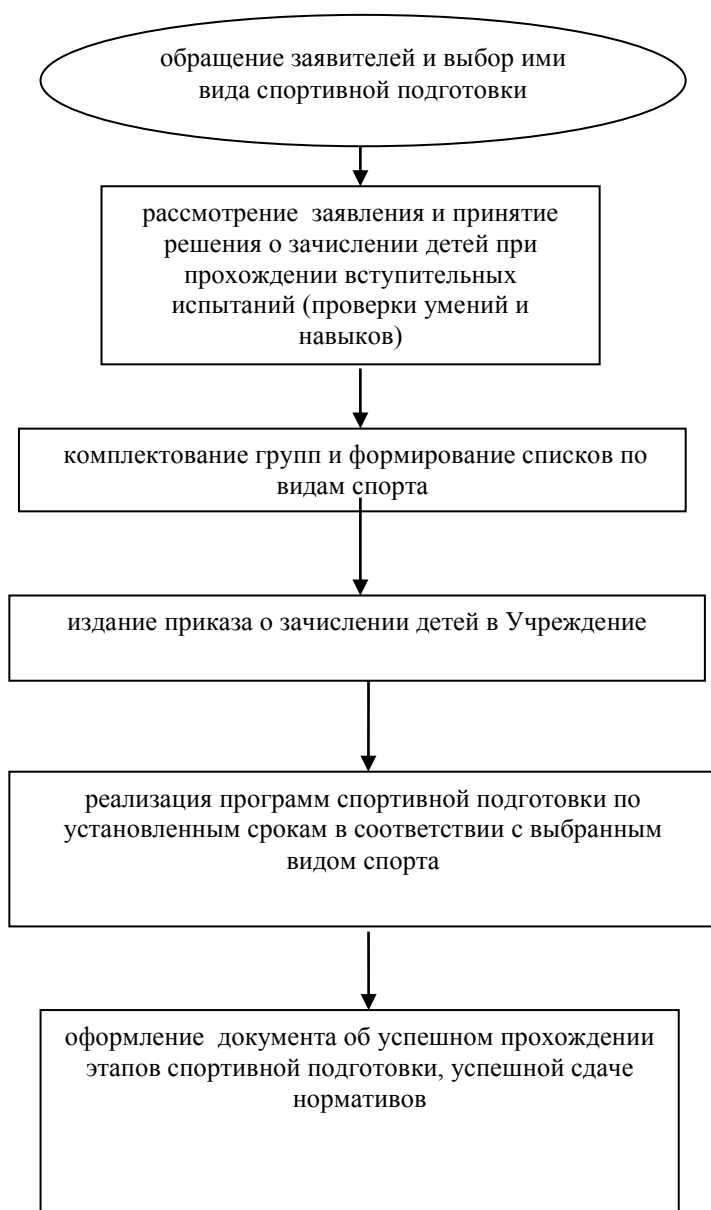 обращение заявителей и выбор ими
вида спортивной подготовки
рассмотрение заявления и принятие
решения о зачислении детей при
прохождении вступительных
испытаний (проверки умений и
навыков)
комплектование групп и формирование списков по
видам спорта
издание приказа о зачислении детей в Учреждение
реализация программ спортивной подготовки по
установленным срокам в соответствии с выбранным
видом спорта
оформление документа об успешном прохождении
этапов спортивной подготовки, успешной сдаче
нормативов